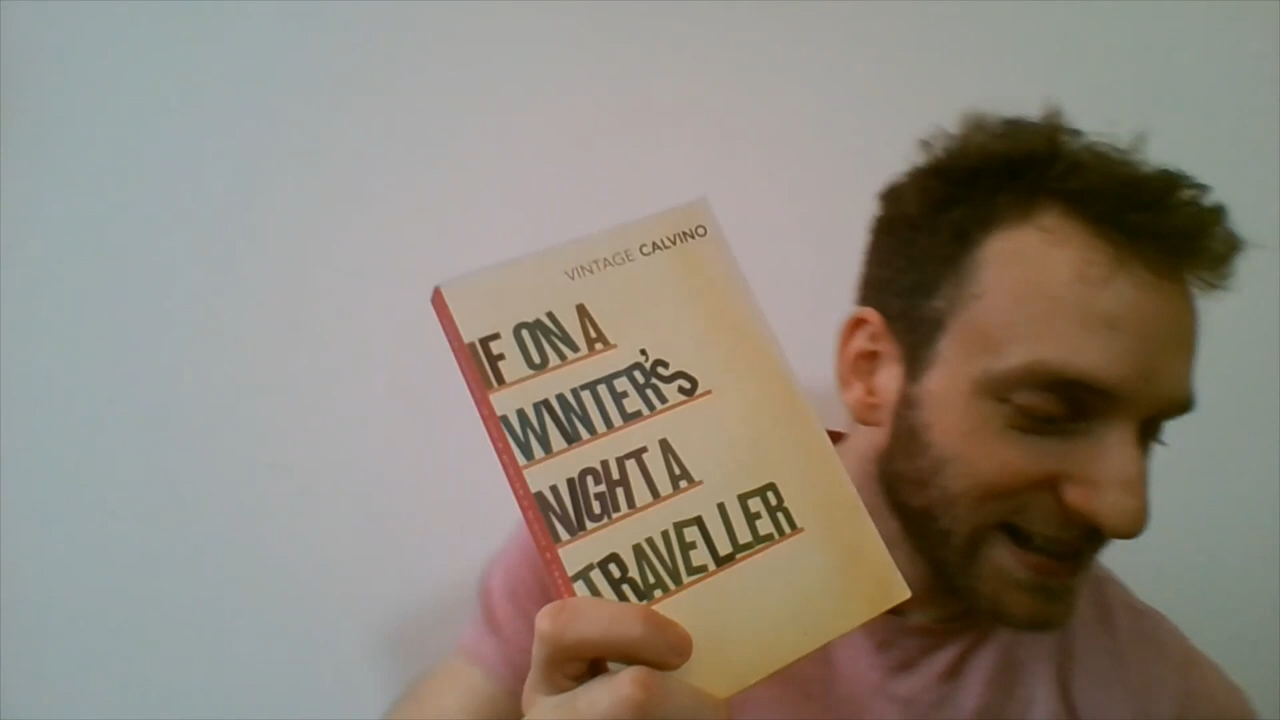 VINTAGE CALVINO
IF ON A
WINTER'S
NIGHT A
TRAVELLER